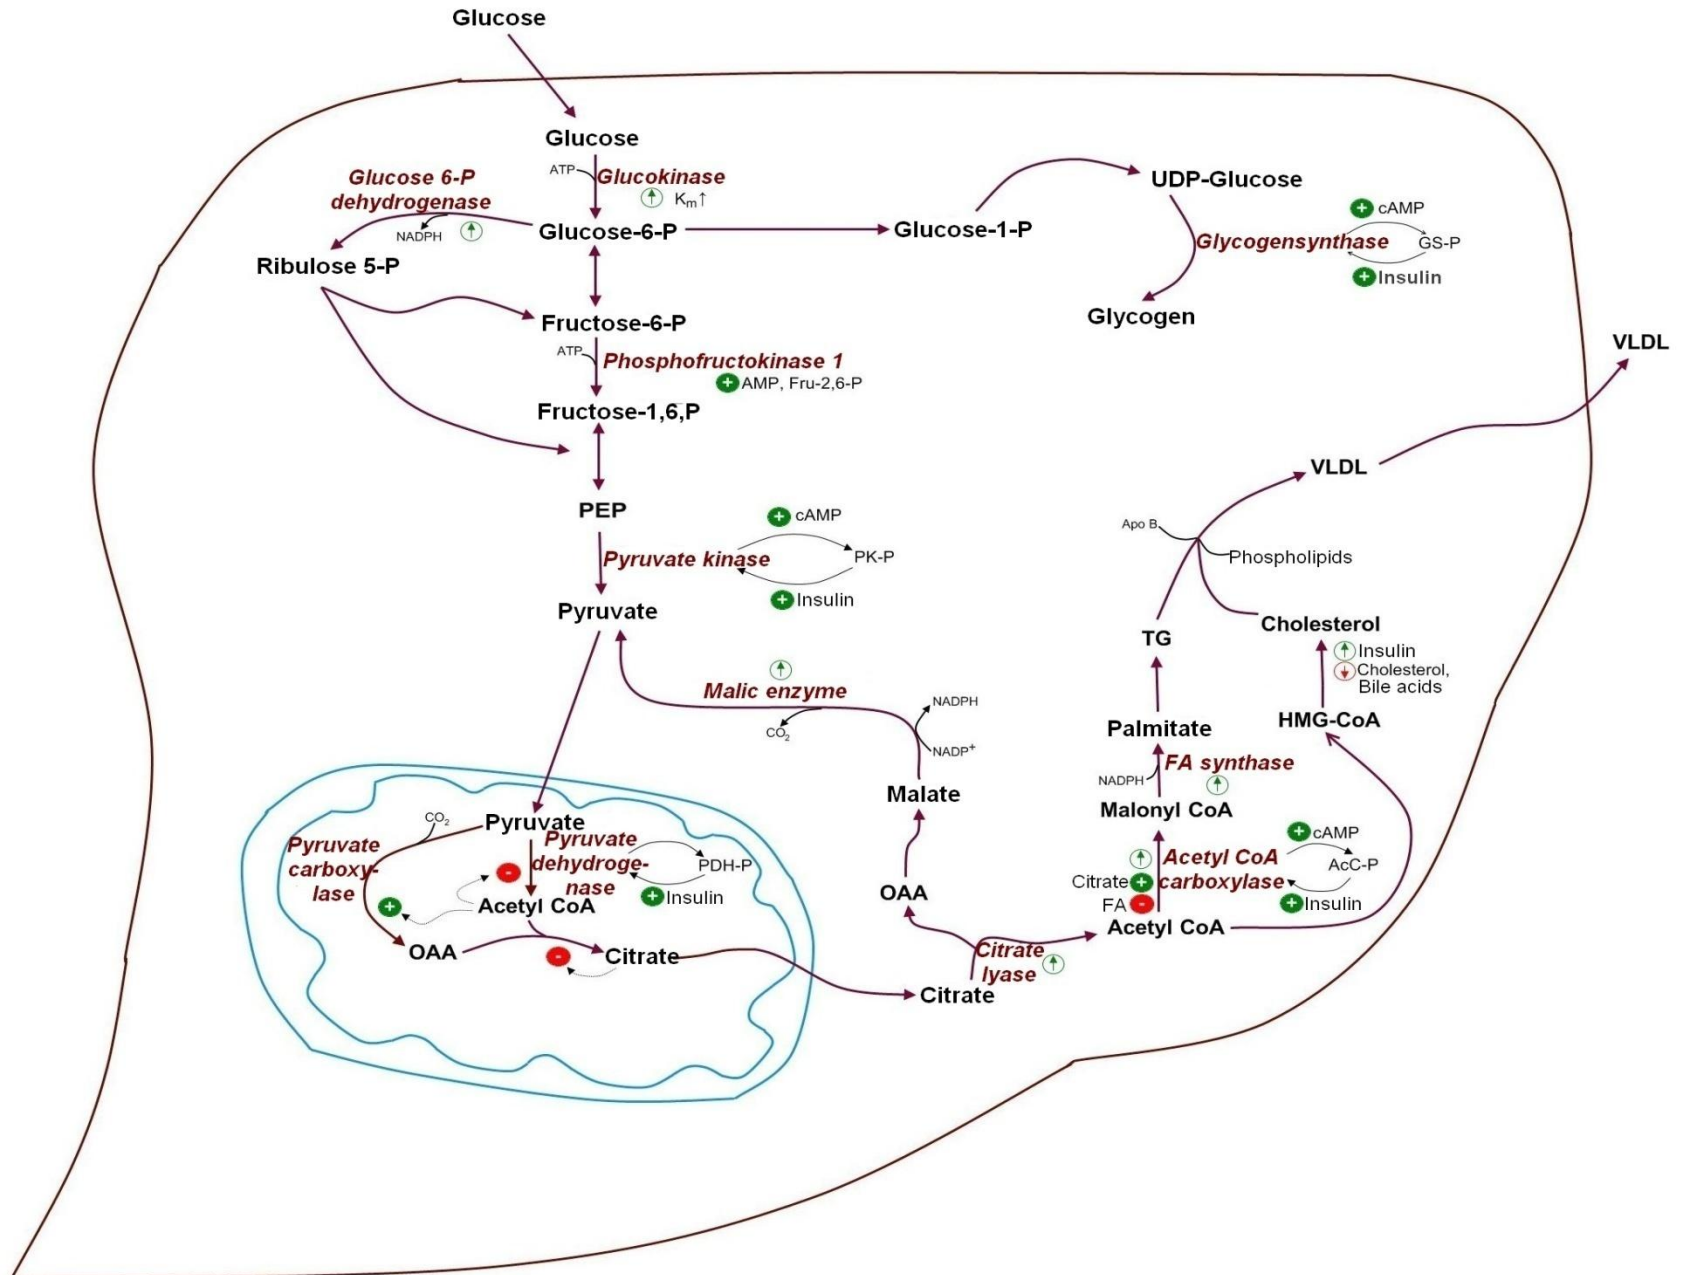 Glucose
Glucose
ATP
Glucokinase
↑ Km↑
Glucose 6-P
dehydrogenase
NADPH
↑
Glucose-6-P
Glucose-1-P
UDP-Glucose
+ cAMP
Glycogensynthase
GS-P
+ Insulin
Glycogen
Ribulose 5-P
Fructose-6-P
ATP
Phosphofructokinase 1
+ AMP, Fru-2,6-P
Fructose-1,6,P
VLDL
VLDL
PEP
+ cAMP
Pyruvate kinase
PK-P
+ Insulin
Pyruvate
Apo B
Phospholipids
TG
Cholesterol
↑ Insulin
↓ Cholesterol,
Bile acids
↑
Malic enzyme
CO2
NADPH
NADP+
Malate
Palmitate
HMG-CoA
FA synthase
NADPH
↑
Malonyl CoA
+ cAMP
↑
Acetyl CoA
carboxylase
AcC-P
Citrate +
FA -
+ Insulin
Acetyl CoA
OAA
Citrate
lyase
↑
Citrate
CO2
Pyruvate
Pyruvate
carboxy-
lase
Pyruvate
dehydroge-
nase
PDH-P
-
+ Insulin
+
Acetyl CoA
OAA
-
Citrate